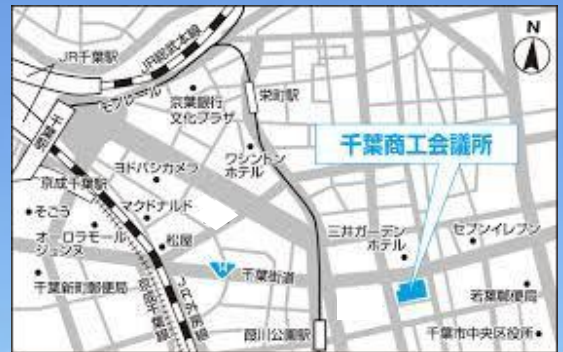 N
JR千葉駅
JR総武本線
モノレール
京葉銀行
文化プラザ
栄町駅
千葉駅
千葉商工会議所
ワシントン
ホテル
ヨドバシカメラ
京成千葉駅
マクドナルド
そごう
オーロラモール
ジュンヌ
松屋
三井ガーデン
ホテル
セブンイレブン
千葉街道
千葉新町郵便局
若葉郵便局
葭川公園駅
千葉市中央区役所